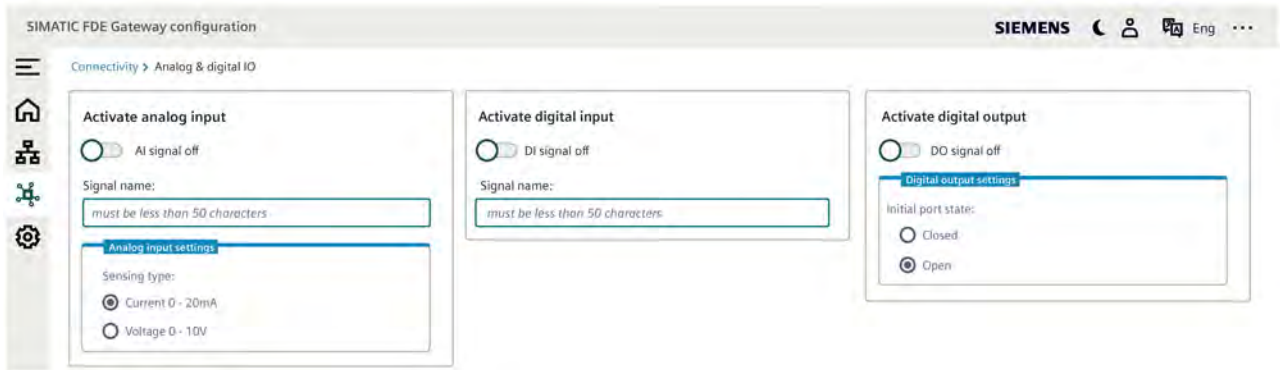 SIMATIC FDE Gateway configuration
SIEMENS
Eng
Connectivity > Analog & digital IO
Activate analog input
AI signal off
Signal name:
must be less than 50 characters
Analog input settings
Sensing type:
Current 0 - 20mA
Voltage 0 - 10V
Activate digital input
DI signal off
Signal name:
must be less than 50 characters
Activate digital output
DO signal off
Digital output settings
Initial port state:
Closed
Open